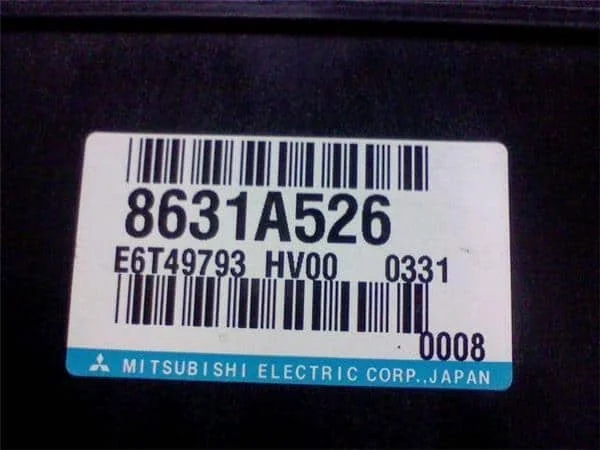 8631A526
E6T49793 HV00 0331
0008
MITSUBISHI ELECTRIC CORP.,JAPAN